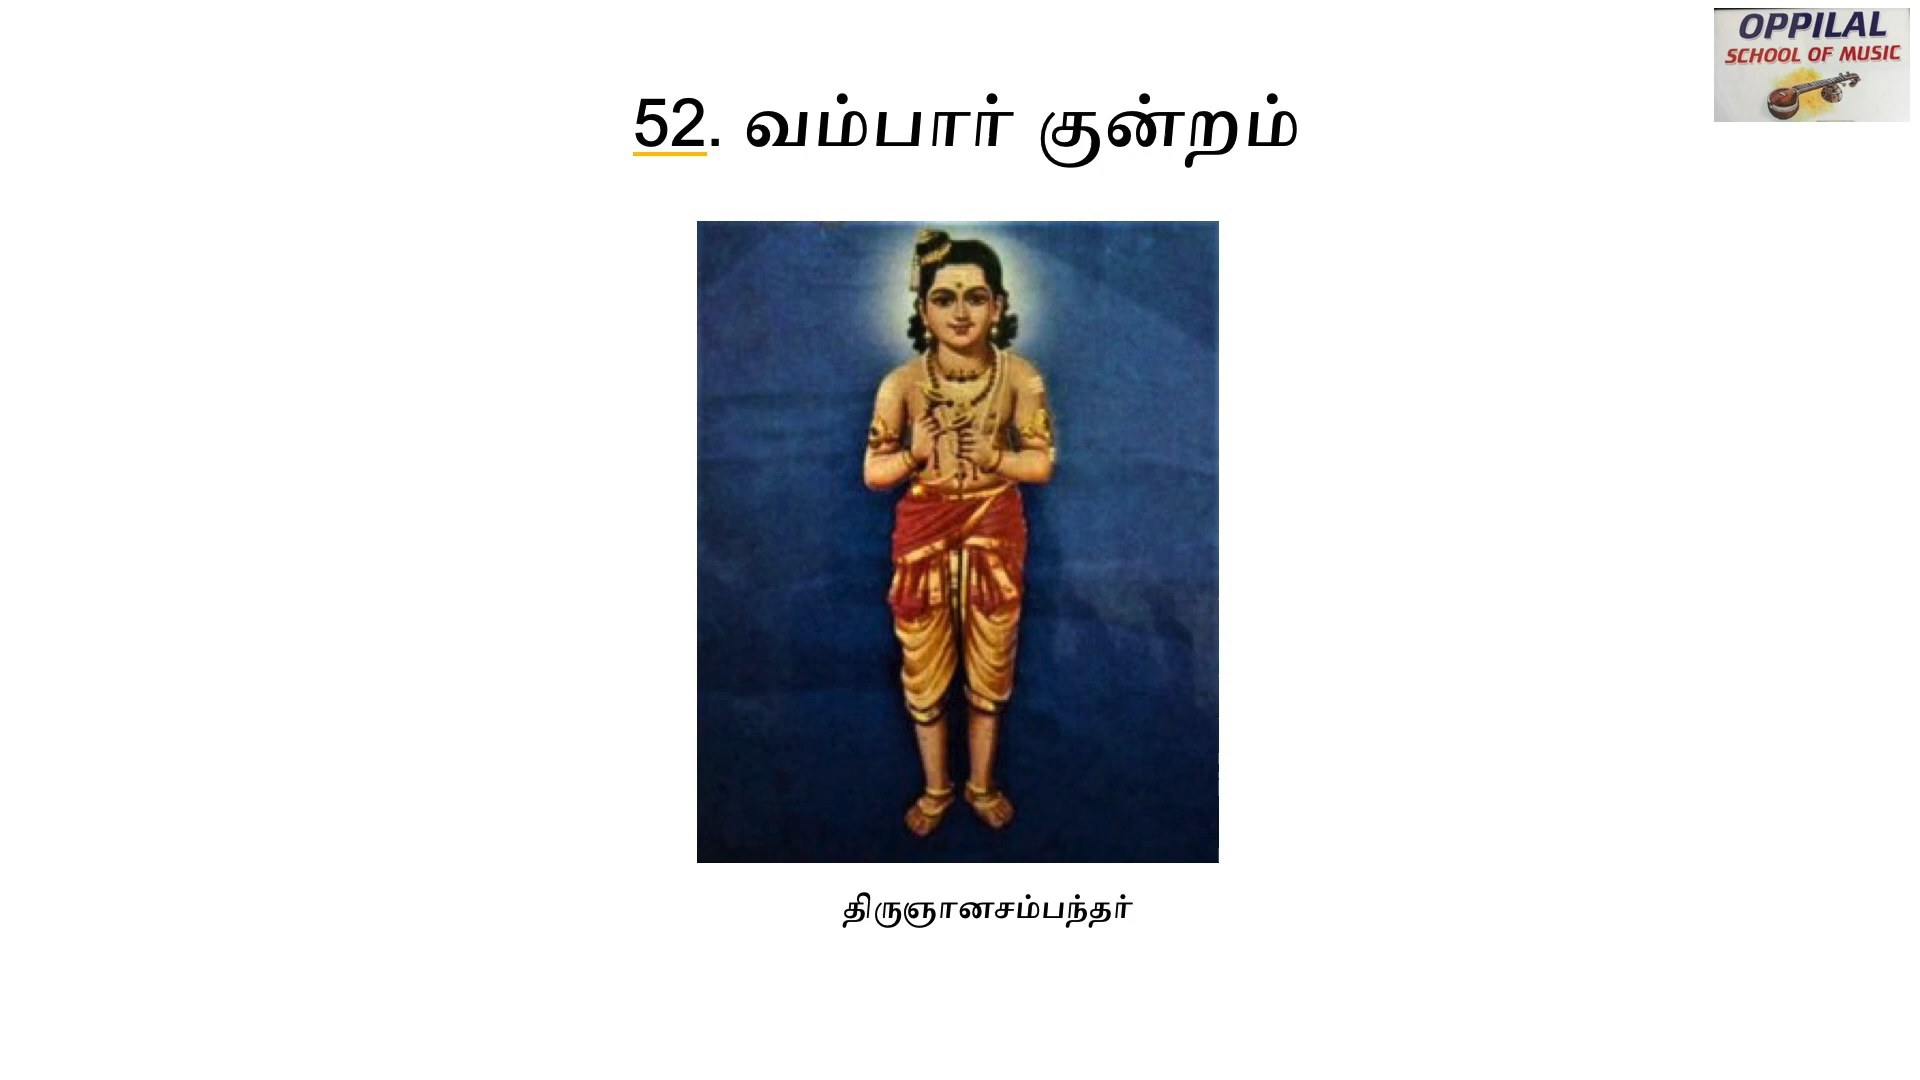 OPPILAL
SCHOOL OF MUSIC
52. வம்பார் குன்றம்
திருஞானசம்பந்தர்